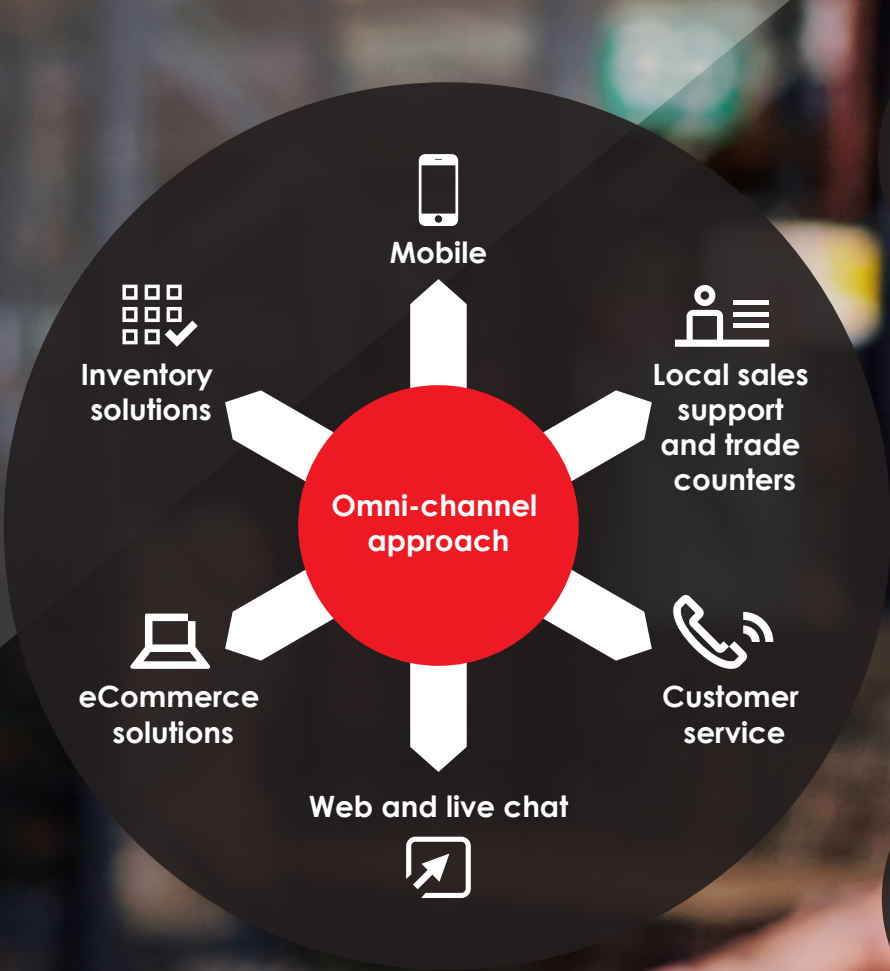 Mobile
Inventory
solutions
Local sales
support
and trade
counters
Omni-channel
approach
eCommerce
solutions
Customer
service
Web and live chat